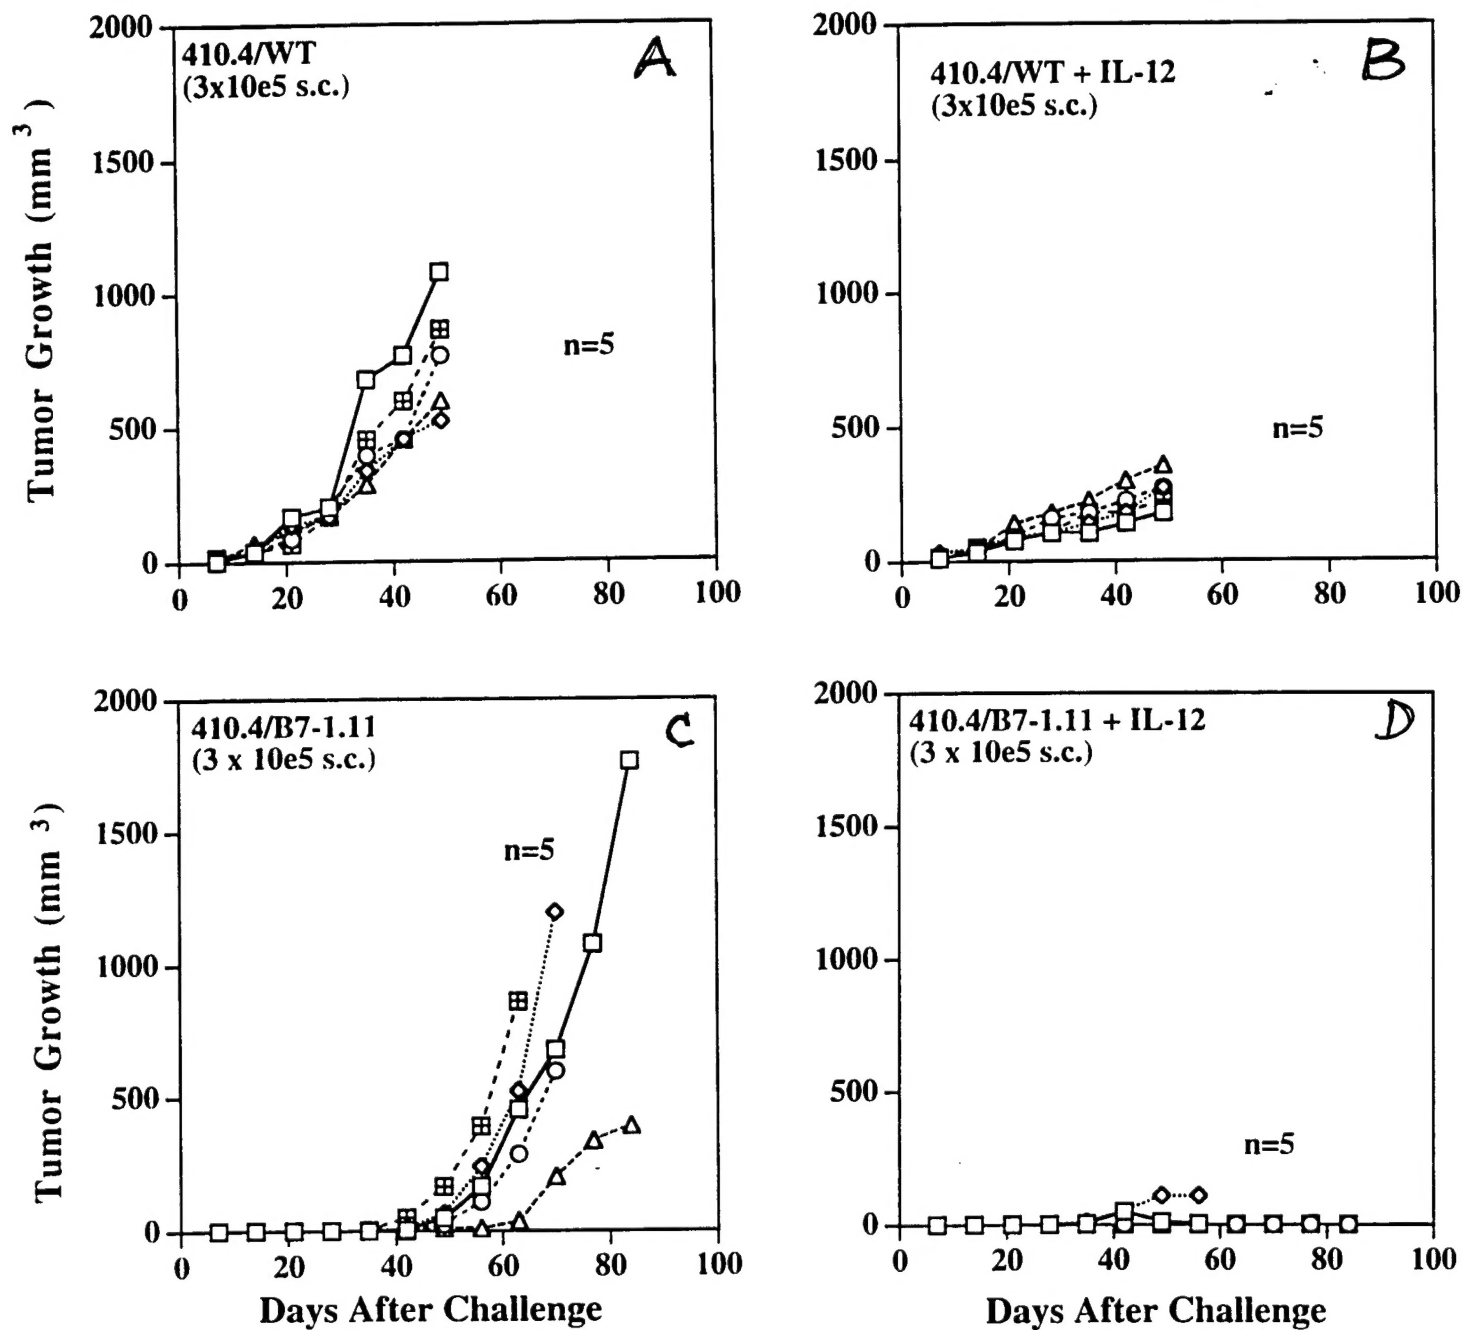 2000
410.4/WT
(3x10e5 s.c.)
A
1500
1000
n=5
500
0
0 20 40 60 80 100
Tumor Growth (mm 3)
2000
410.4/WT + IL-12
(3x10e5 s.c.)
B
1500
1000
500
n=5
0
0 20 40 60 80 100
2000
410.4/B7-1.11
(3 x 10e5 s.c.)
C
1500
n=5
1000
500
0
0 20 40 60 80 100
Tumor Growth (mm 3)
Days After Challenge
2000
410.4/B7-1.11 + IL-12
(3 x 10e5 s.c.)
D
1500
1000
500
n=5
0
0 20 40 60 80 100
Days After Challenge